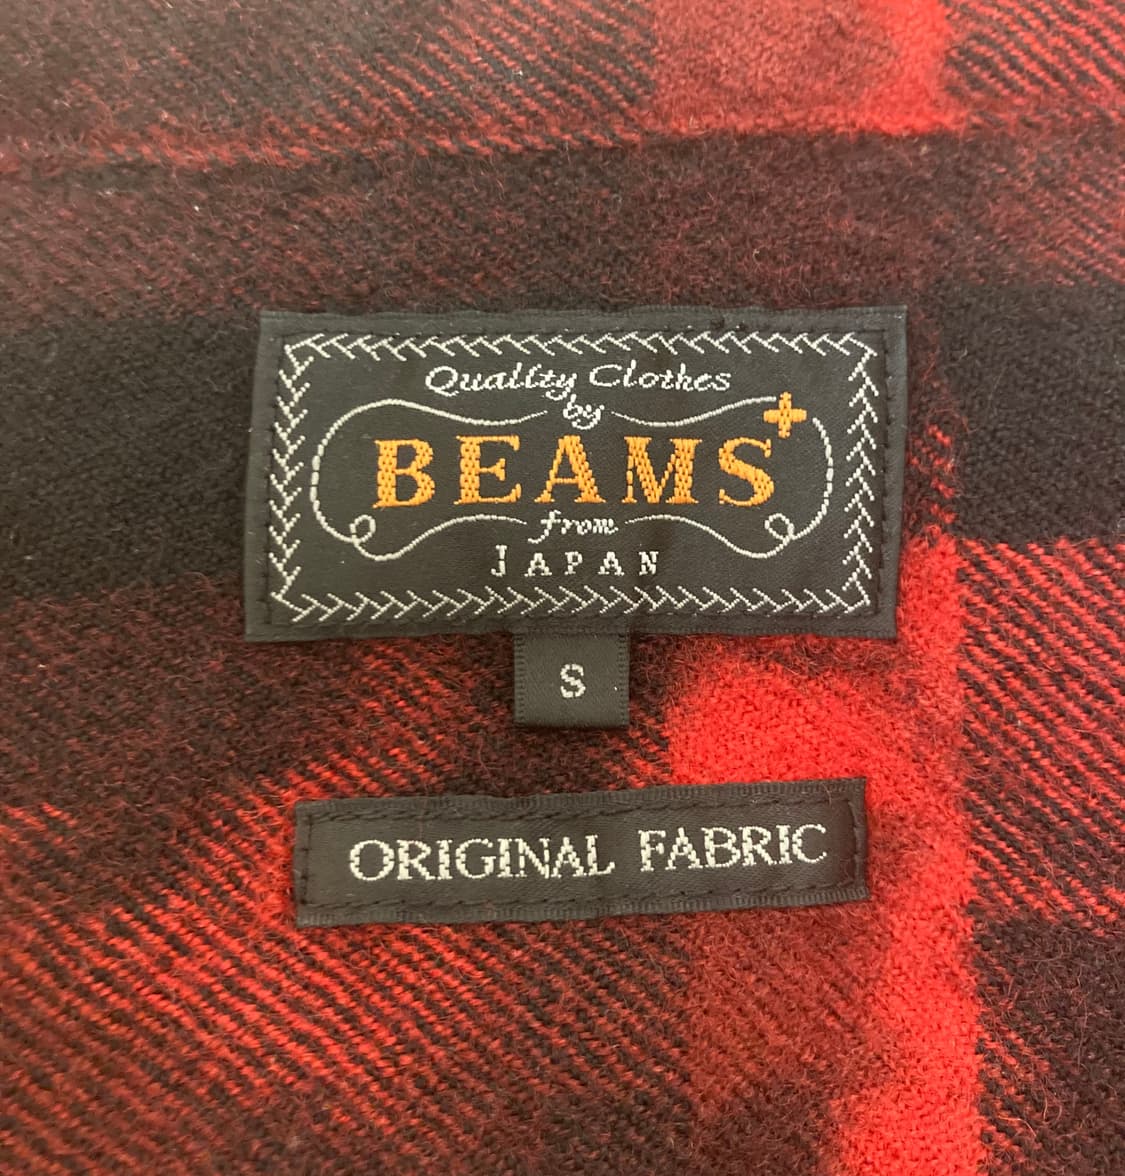 Quality Clothes
by
BEAMS+
from
JAPAN
S
ORIGINAL FABRIC